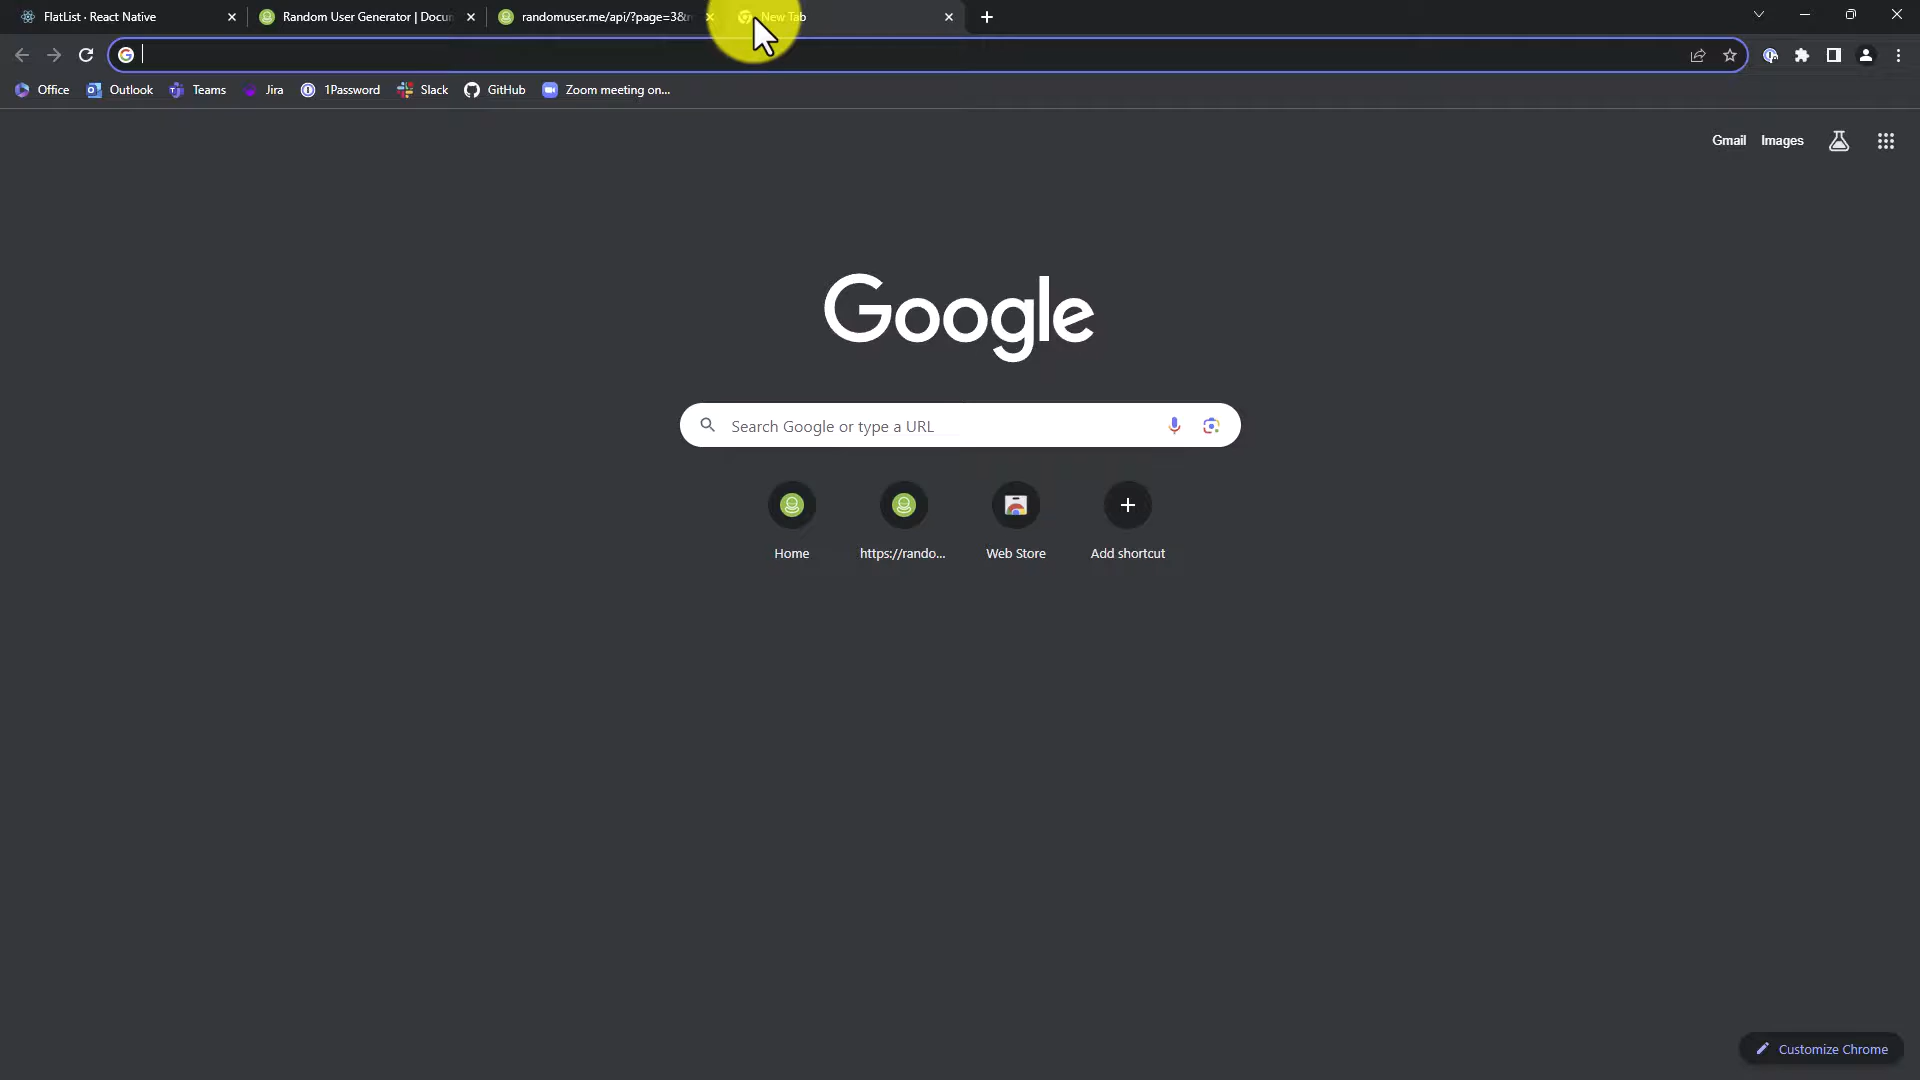 FlatList · React Native
Random User Generator | Docun
randomuser.me/api/?page=3&r
New Tab
Office
Outlook
Teams
Jira
1Password
Slack
GitHub
Zoom meeting on...
Gmail
Images
Google
Search Google or type a URL
Home
https://rando...
Web Store
Add shortcut
Customize Chrome